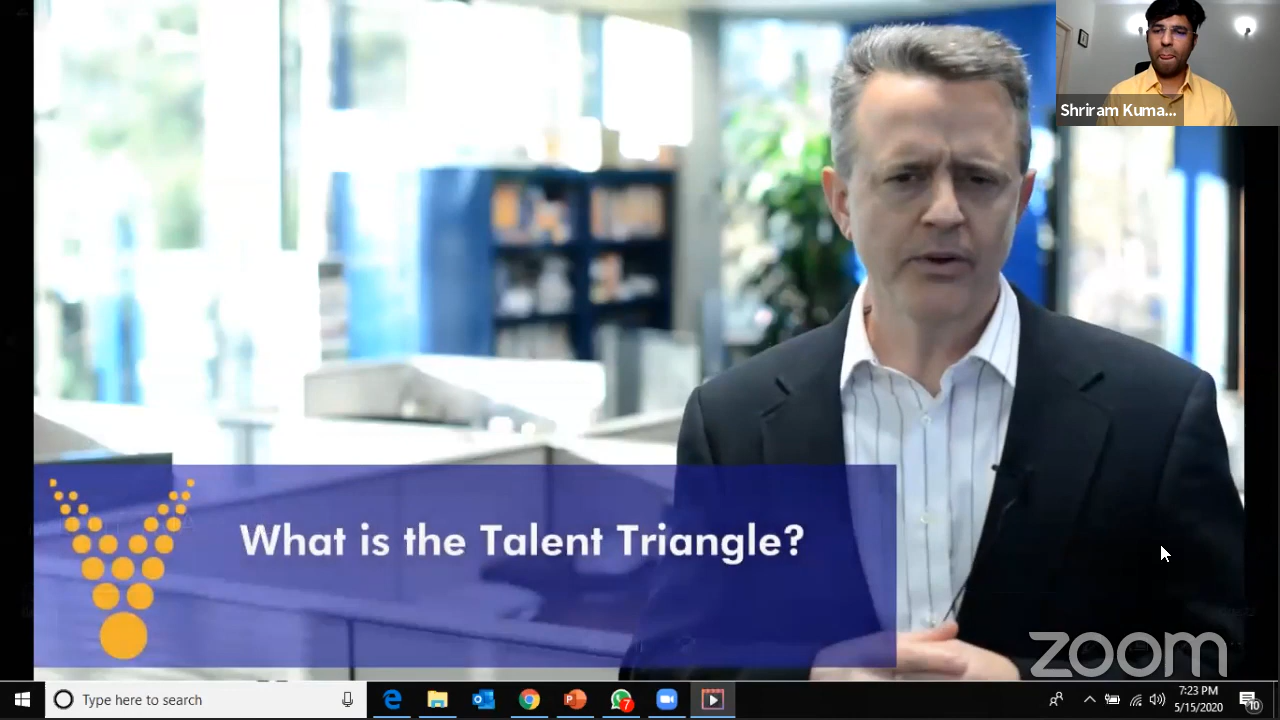 Shriram Kuma...
What is the Talent Triangle?
zoom
Type here to search
7
7:23 PM
5/15/2020
10